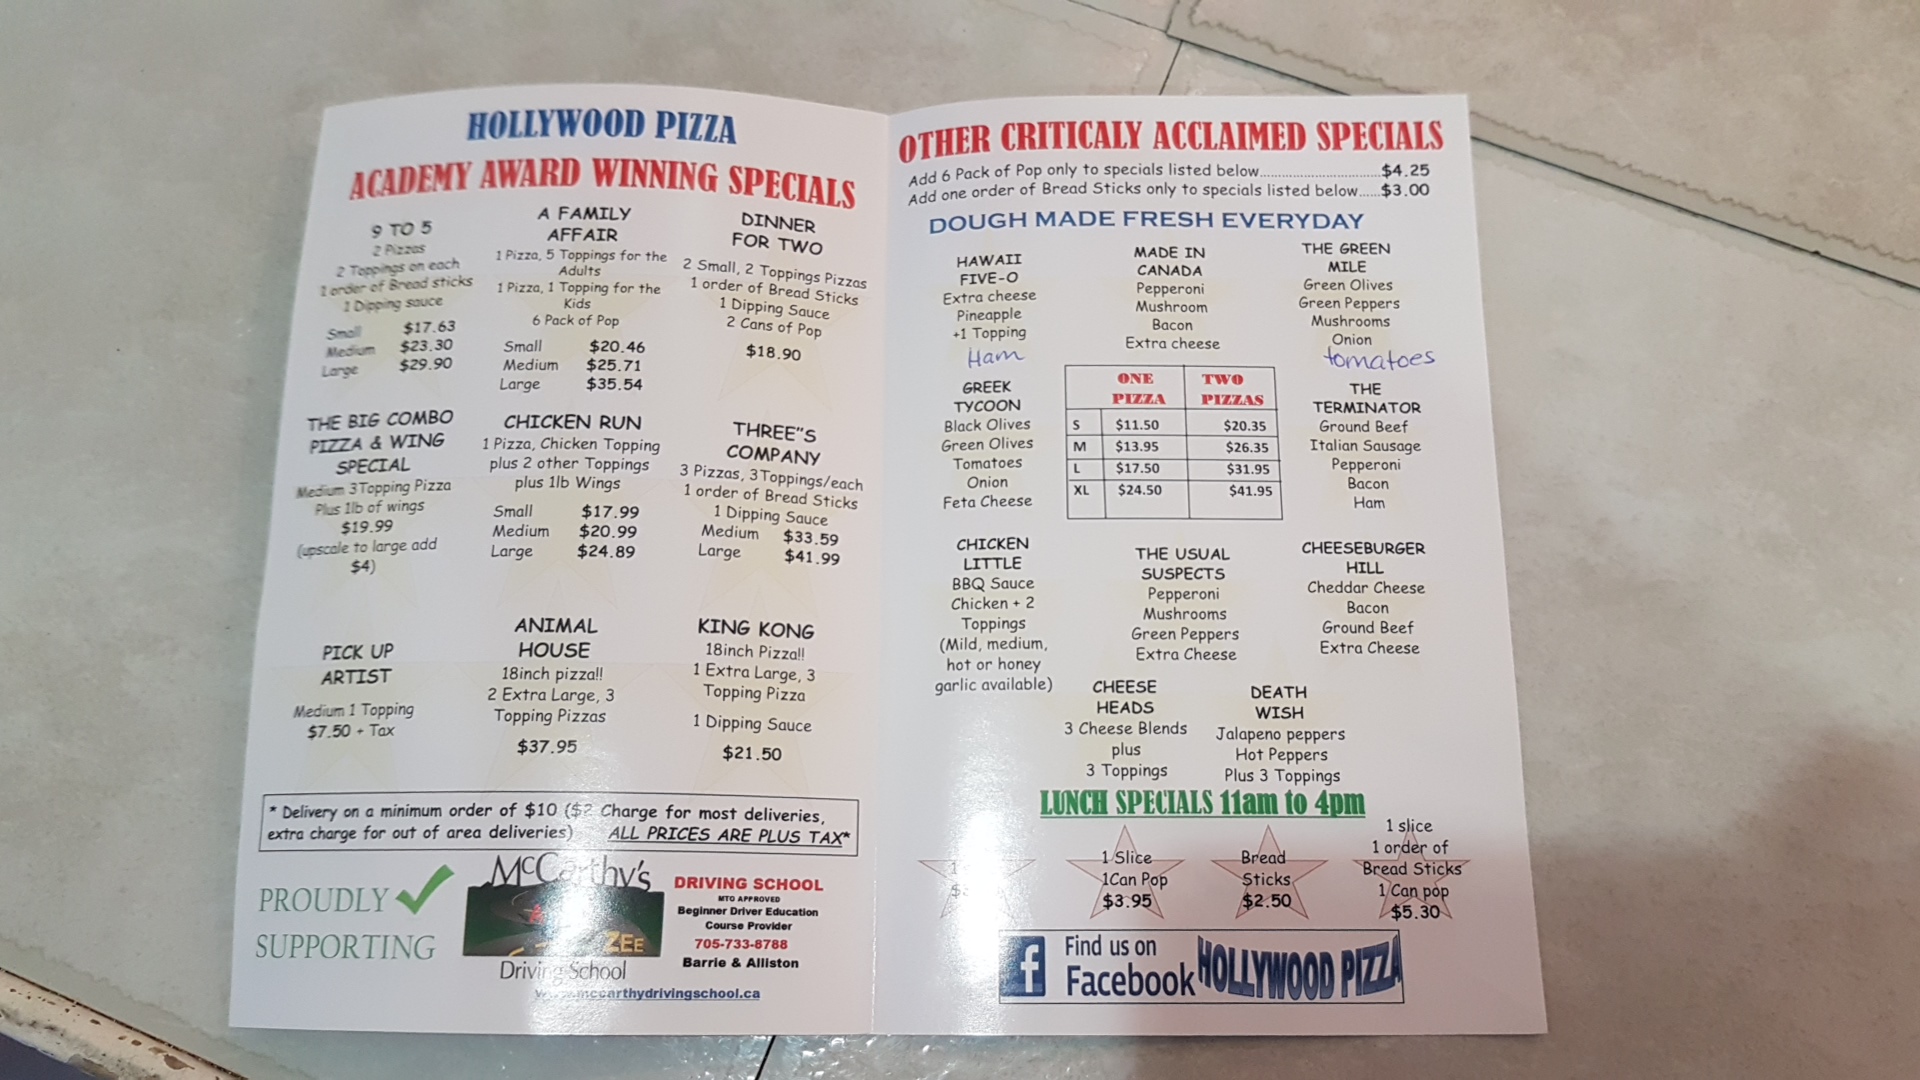 HOLLYWOOD PIZZA
ACADEMY AWARD WINNING SPECIALS
9 TO 5
2 Pizzas
2 Toppings on each
1 order of Bread sticks
1 Dipping sauce
Small $17.63
Medium $23.30
Large $29.90
A FAMILY
AFFAIR
1 Pizza, 5 Toppings for the
Adults
1 Pizza, 1 Topping for the
Kids
6 Pack of Pop
Small $20.46
Medium $25.71
Large $35.54
DINNER
FOR TWO
2 Small, 2 Toppings Pizzas
1 order of Bread Sticks
1 Dipping Sauce
2 Cans of Pop
$18.90
THE BIG COMBO
PIZZA & WING
SPECIAL
Medium 3 Topping Pizza
Plus 1lb of wings
$19.99
(upscale to large add
$4)
CHICKEN RUN
1 Pizza, Chicken Topping
plus 2 other Toppings
plus 1lb Wings
Small $17.99
Medium $20.99
Large $24.89
THREE"S
COMPANY
3 Pizzas, 3Toppings/each
1 order of Bread Sticks
1 Dipping Sauce
Medium $33.59
Large $41.99
PICK UP
ARTIST
Medium 1 Topping
$7.50 + Tax
ANIMAL
HOUSE
18inch pizza!!
2 Extra Large, 3
Topping Pizzas
$37.95
KING KONG
18inch Pizza!!
1 Extra Large, 3
Topping Pizza
1 Dipping Sauce
$21.50
* Delivery on a minimum order of $10 ($2 Charge for most deliveries,
extra charge for out of area deliveries) ALL PRICES ARE PLUS TAX*
PROUDLY
SUPPORTING
McCarthy's
ZEE
Driving School
DRIVING SCHOOL
MTO APPROVED
Beginner Driver Education
Course Provider
705-733-8788
Barrie & Alliston
www.mccarthydrivingschool.ca
OTHER CRITICALY ACCLAIMED SPECIALS
Add 6 Pack of Pop only to specials listed below................................$4.25
Add one order of Bread Sticks only to specials listed below......$3.00
DOUGH MADE FRESH EVERYDAY
HAWAII
FIVE-O
Extra cheese
Pineapple
+1 Topping
Ham
MADE IN
CANADA
Pepperoni
Mushroom
Bacon
Extra cheese
THE GREEN
MILE
Green Olives
Green Peppers
Mushrooms
Onion
tomatoes
GREEK
TYCOON
Black Olives
Green Olives
Tomatoes
Onion
Feta Cheese
ONE PIZZA TWO PIZZAS
S $11.50 $20.35
M $13.95 $26.35
L $17.50 $31.95
XL $24.50 $41.95
THE
TERMINATOR
Ground Beef
Italian Sausage
Pepperoni
Bacon
Ham
CHICKEN
LITTLE
BBQ Sauce
Chicken + 2
Toppings
(Mild, medium,
hot or honey
garlic available)
THE USUAL
SUSPECTS
Pepperoni
Mushrooms
Green Peppers
Extra Cheese
CHEESEBURGER
HILL
Cheddar Cheese
Bacon
Ground Beef
Extra Cheese
CHEESE
HEADS
3 Cheese Blends
plus
3 Toppings
DEATH
WISH
Jalapeno peppers
Hot Peppers
Plus 3 Toppings
LUNCH SPECIALS 11am to 4pm
1 Slice
1Can Pop
$3.95
Bread
Sticks
$2.50
1 slice
1 order of
Bread Sticks
1 Can pop
$5.30
f
Find us on
Facebook
HOLLYWOOD PIZZA